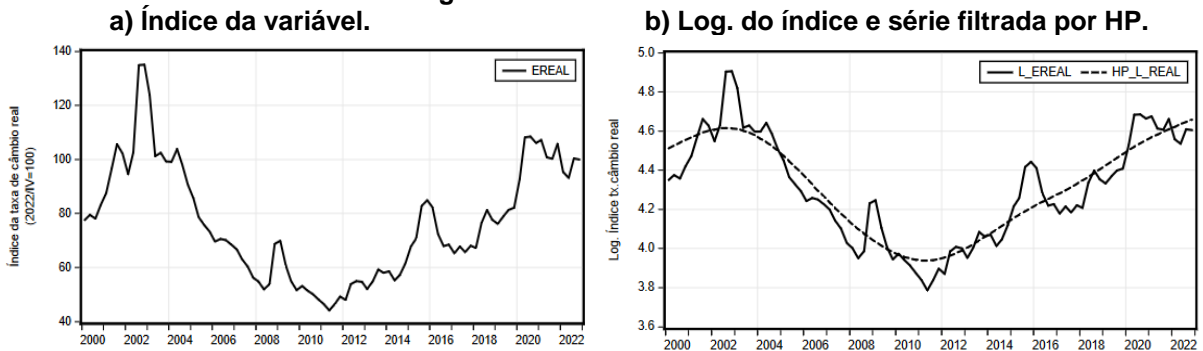 a) Índice da variável.
140
120
100
80
60
40
Índice da taxa de câmbio real
(2022/IV=100)
EREAL
2000 2002 2004 2006 2008 2010 2012 2014 2016 2018 2020 2022
b) Log. do índice e série filtrada por HP.
5.0
4.8
4.6
4.4
4.2
4.0
3.8
3.6
Log. Índice tx.câmbio real
L_EREAL HP_L_REAL
2000 2002 2004 2006 2008 2010 2012 2014 2016 2018 2020 2022